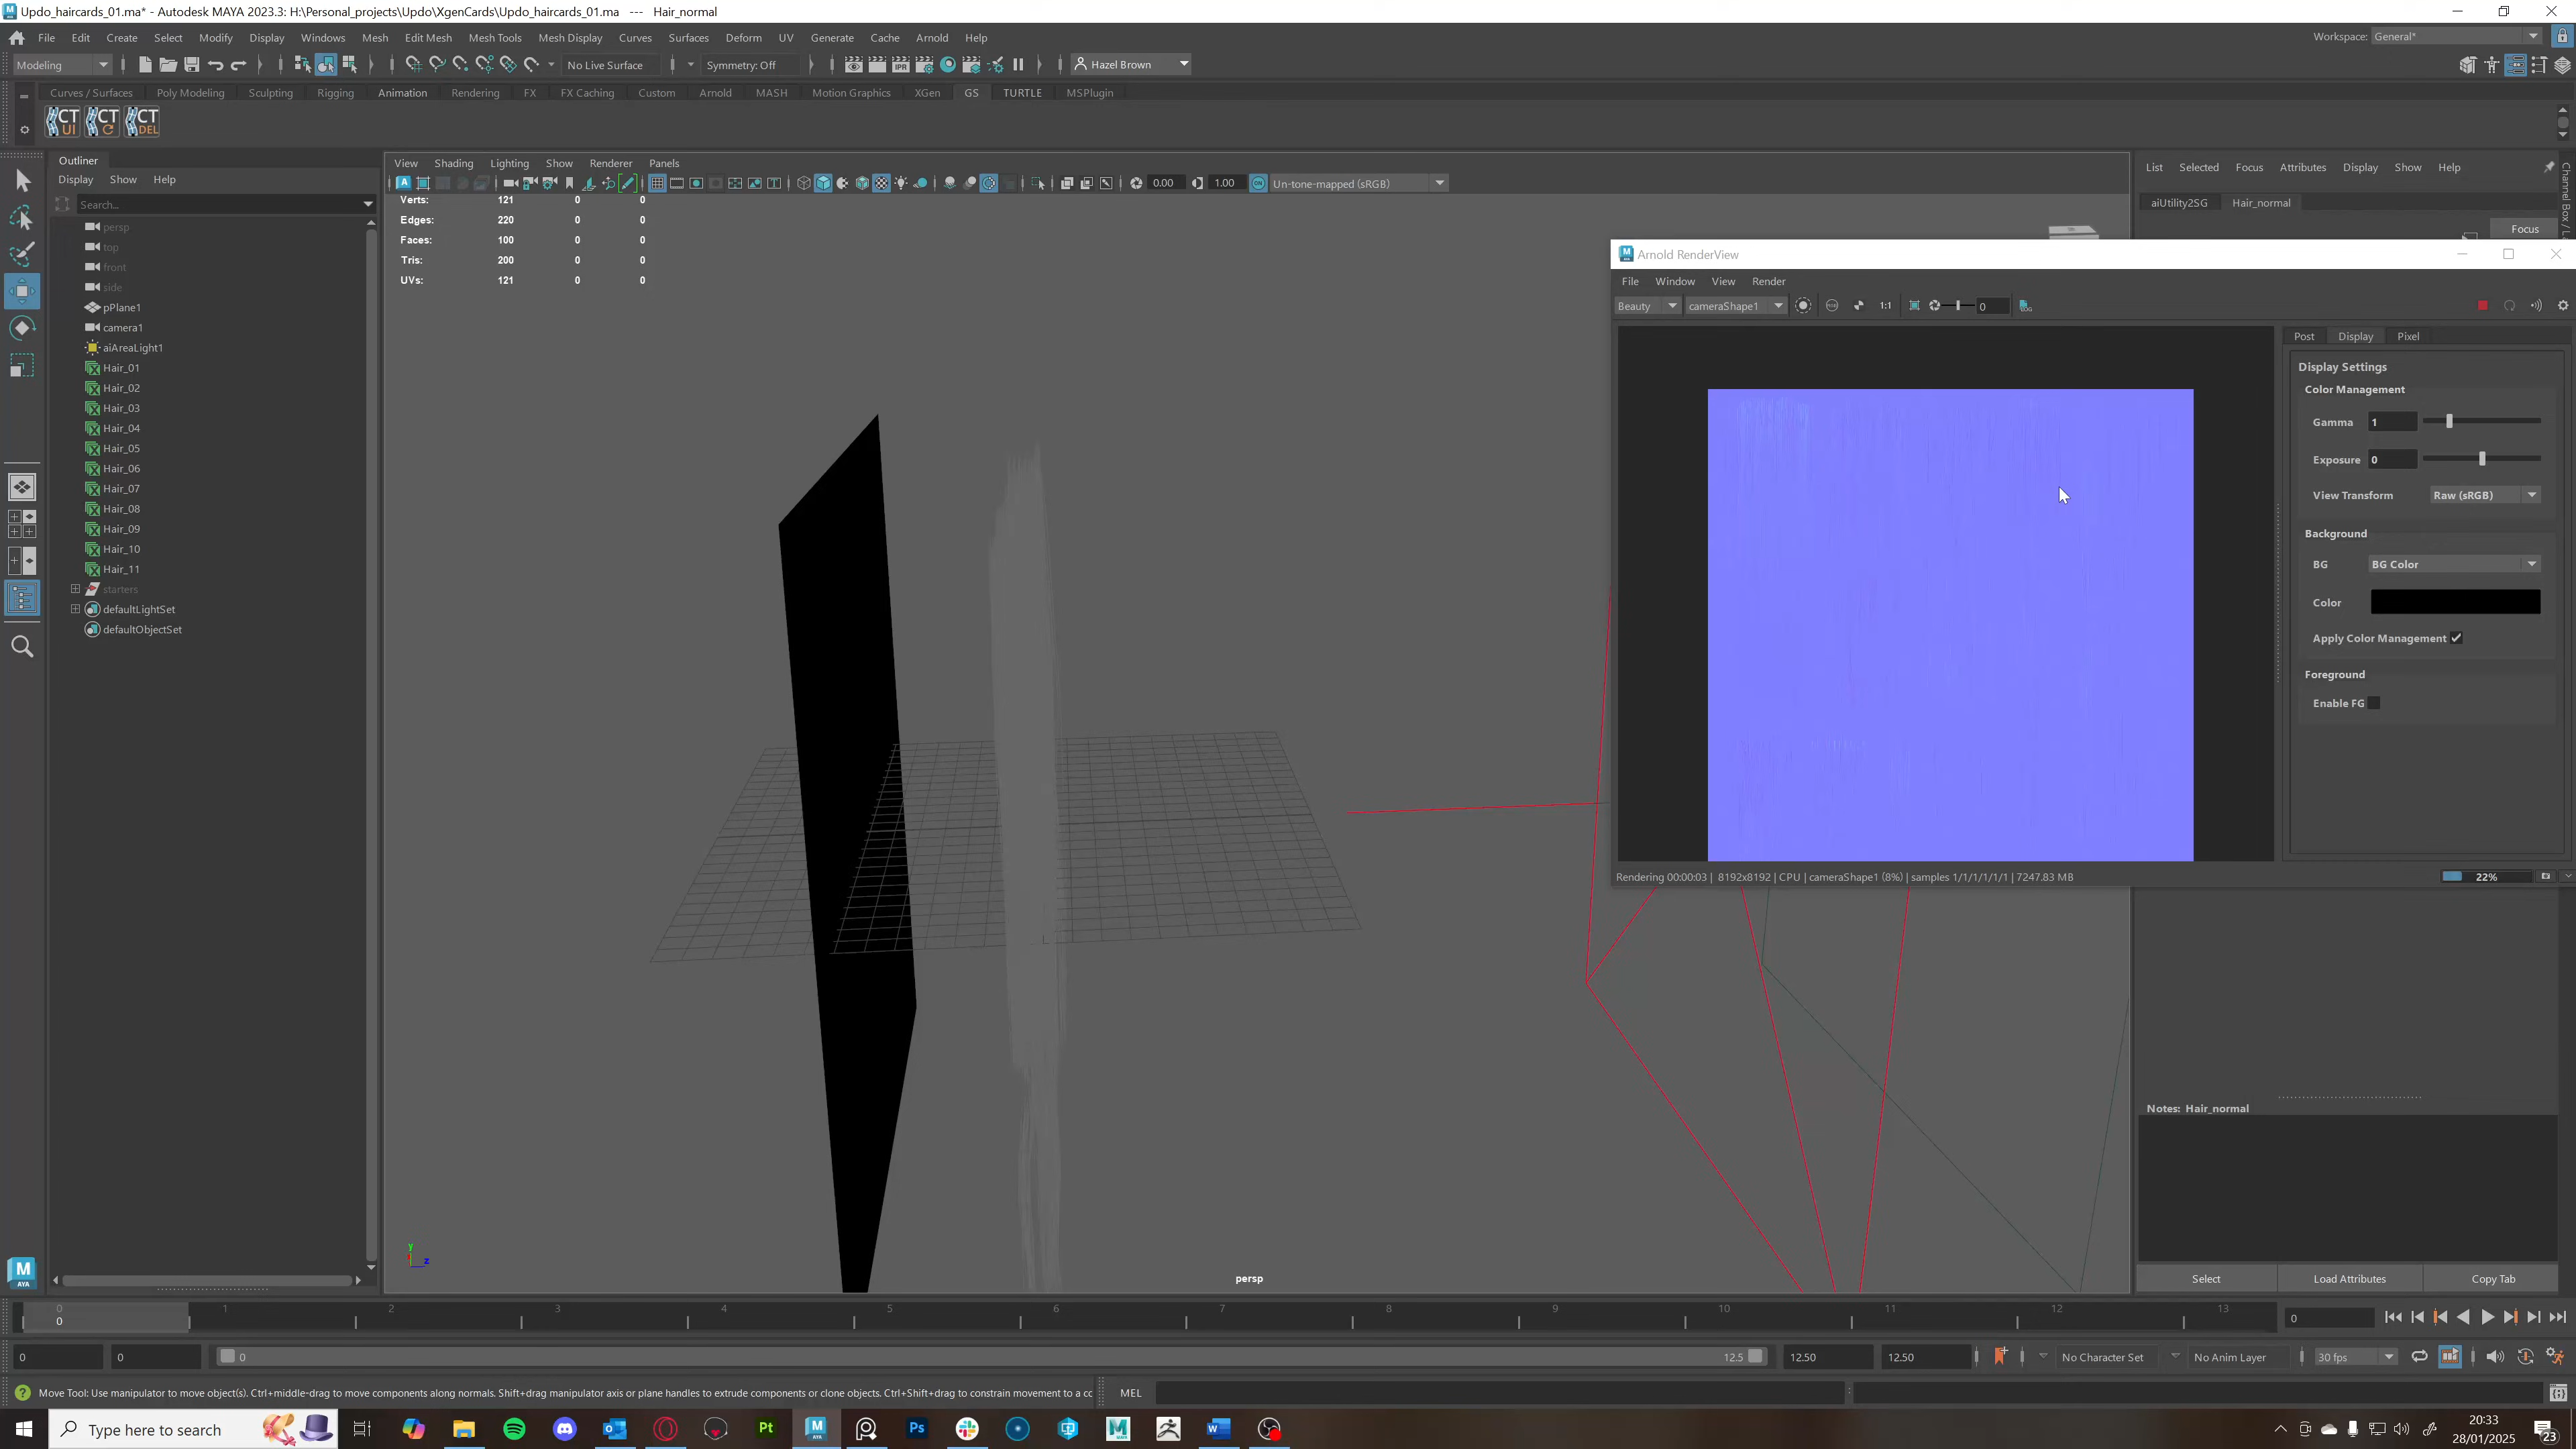 Updo_haircards_01.ma* - Autodesk MAYA 2023.3: H:\Personal_projects\Updo\XgenCards\Updo_haircards_01.ma   ---   Hair_normal
File Edit Create Select Modify Display Windows Mesh Edit Mesh Mesh Tools Mesh Display Curves Surfaces Deform UV Generate Cache Arnold Help
Workspace: General*
Modeling No Live Surface Symmetry: Off Hazel Brown
Curves / Surfaces Poly Modeling Sculpting Rigging Animation Rendering FX FX Caching Custom Arnold MASH Motion Graphics XGen GS TURTLE MSPlugin
CT UI CT CT DEL
Outliner
Display Show Help
Search...
persp
top
front
side
pPlane1
camera1
aiAreaLight1
Hair_01
Hair_02
Hair_03
Hair_04
Hair_05
Hair_06
Hair_07
Hair_08
Hair_09
Hair_10
Hair_11
starters
defaultLightSet
defaultObjectSet
View Shading Lighting Show Renderer Panels
0.00 1.00 Un-tone-mapped (sRGB)
Verts: 121 0 0
Edges: 220 0 0
Faces: 100 0 0
Tris: 200 0 0
UVs: 121 0 0
persp
List Selected Focus Attributes Display Show Help
aiUtility2SG Hair_normal
Focus
Arnold RenderView
File Window View Render
Beauty cameraShape1 1:1 0
Post Display Pixel
Display Settings
Color Management
Gamma 1
Exposure 0
View Transform Raw (sRGB)
Background
BG BG Color
Color
Apply Color Management
Foreground
Enable FG
Rendering 00:00:03 | 8192x8192 | CPU | cameraShape1 (8%) | samples 1/1/1/1/1/1 | 7247.83 MB
22%
Notes: Hair_normal
Select Load Attributes Copy Tab
0 1 2 3 4 5 6 7 8 9 10 11 12 13
0
0
0 0 0 12.5 12.50 12.50 No Character Set No Anim Layer 30 fps
Move Tool: Use manipulator to move object(s). Ctrl+middle-drag to move components along normals. Shift+drag manipulator axis or plane handles to extrude components or clone objects. Ctrl+Shift+drag to constrain movement to a cc
MEL
Type here to search
20:33
28/01/2025
23